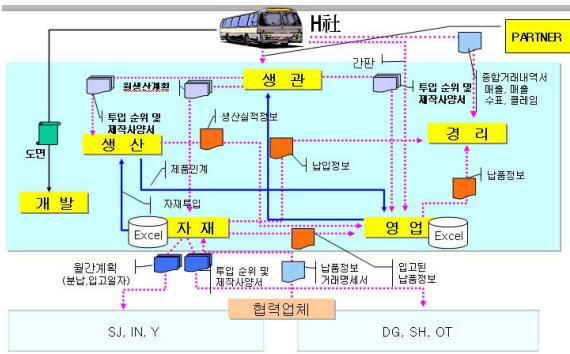 H社
PARTNER
간판
월생산계획
생 관
투입 순위 및
제작사양서
종합거래내역서
매출, 매출
수표, 클레임
투입 순위 및
제작사양서
생산실적정보
경 리
생 산
납입정보
도면
제품인계
납품정보
개 발
자재투입
Excel
자 재
영 업
Excel
월간계획
(분납,입고일자)
투입 순위 및
제작사양서
납품정보
거래명세서
입고된
납품정보
협력업체
SJ, IN, Y
DG, SH, OT